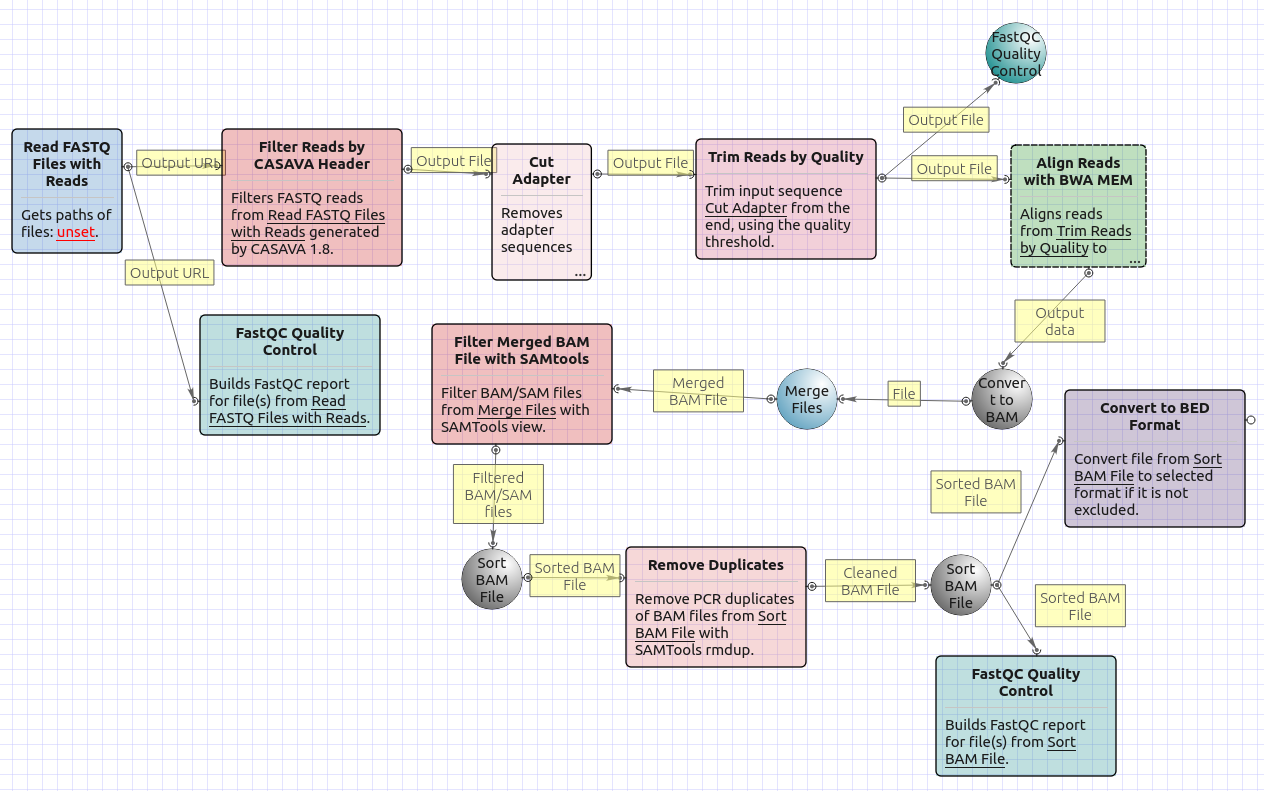 FastQC
Quality
Control
Output File
Read FASTQ
Files with
Reads
Gets paths of
files: unset.
Output URL
Filter Reads by
CASAVA Header
Filters FASTQ reads
from Read FASTQ Files
with Reads generated
by CASAVA 1.8.
Output File
Cut
Adapter
Removes
adapter
sequences
...
Output File
Trim Reads by Quality
Trim input sequence
Cut Adapter from the
end, using the quality
threshold.
Output File
Align Reads
with BWA MEM
Aligns reads
from Trim Reads
by Quality to
...
Output URL
Output
data
FastQC Quality
Control
Builds FastQC report
for file(s) from Read
FASTQ Files with Reads.
Filter Merged BAM
File with SAMtools
Filter BAM/SAM files
from Merge Files with
SAMTools view.
Merged
BAM File
Merge
Files
File
Conver
t to
BAM
Convert to BED
Format
Convert file from Sort
BAM File to selected
format if it is not
excluded.
Filtered
BAM/SAM
files
Sorted BAM
File
Sort
BAM
File
Sorted BAM
File
Remove Duplicates
Remove PCR duplicates
of BAM files from Sort
BAM File with
SAMTools rmdup.
Cleaned
BAM File
Sort
BAM
File
Sorted BAM
File
FastQC Quality
Control
Builds FastQC report
for file(s) from Sort
BAM File.